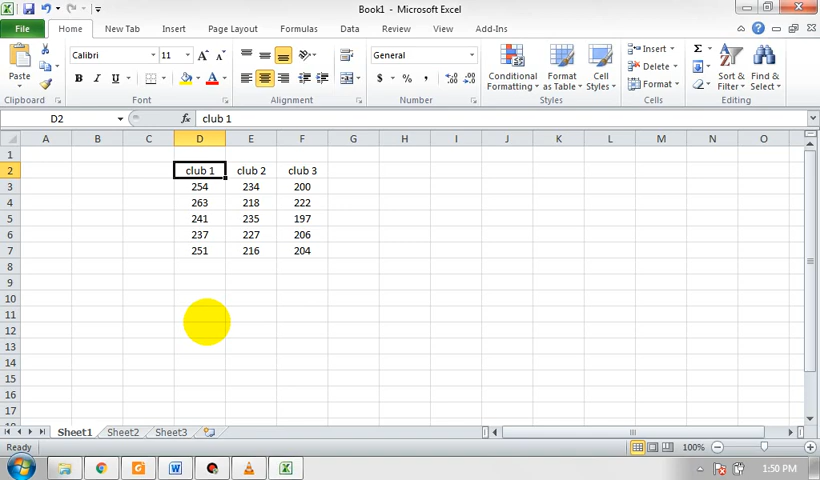 Book1 - Microsoft Excel
File Home New Tab Insert Page Layout Formulas Data Review View Add-Ins
Calibri 11 A A General Insert Σ
Paste B I U A $ % , Conditional Formatting Format as Table Cell Styles Delete Format Sort & Filter Find & Select
Clipboard Font Alignment Number Styles Cells Editing
D2 fx club 1
A B C D E F G H I J K L M N O
1
2 club 1 club 2 club 3
3 254 234 200
4 263 218 222
5 241 235 197
6 237 227 206
7 251 216 204
8
9
10
11
12
13
14
15
16
17
Sheet1 Sheet2 Sheet3
Ready 100%
1:50 PM